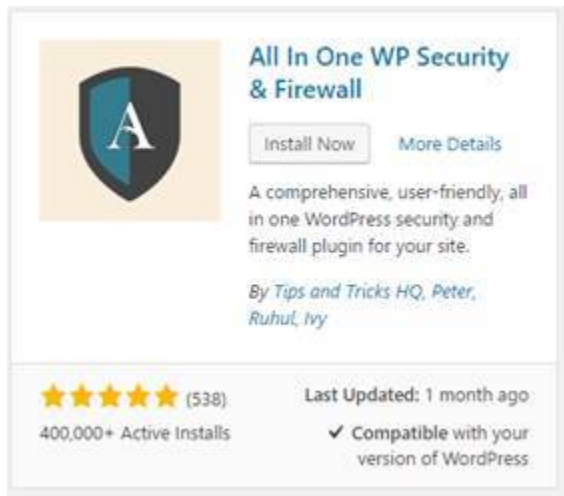 A
All In One WP Security
& Firewall
Install Now
More Details
A comprehensive, user-friendly, all
in one WordPress security and
firewall plugin for your site.
By Tips and Tricks HQ, Peter,
Ruhul, Ivy
(538)
400,000+ Active Installs
Last Updated: 1 month ago
✔ Compatible with your
version of WordPress